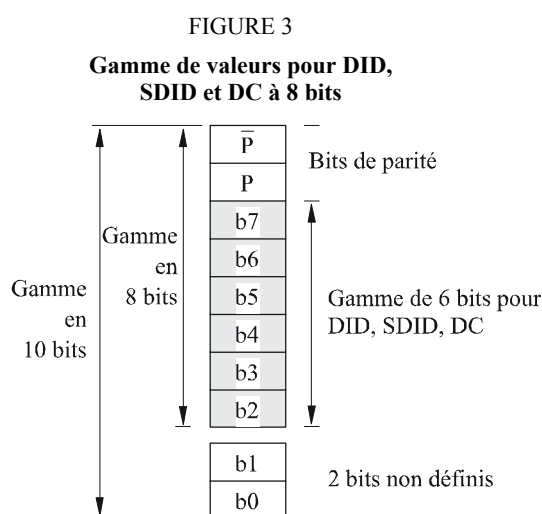 FIGURE 3
Gamme de valeurs pour DID,
SDID et DC à 8 bits
P̅
P
Bits de parité
b7
b6
b5
b4
b3
b2
Gamme
en
8 bits
Gamme
en
10 bits
Gamme de 6 bits pour
DID, SDID, DC
b1
b0
2 bits non définis